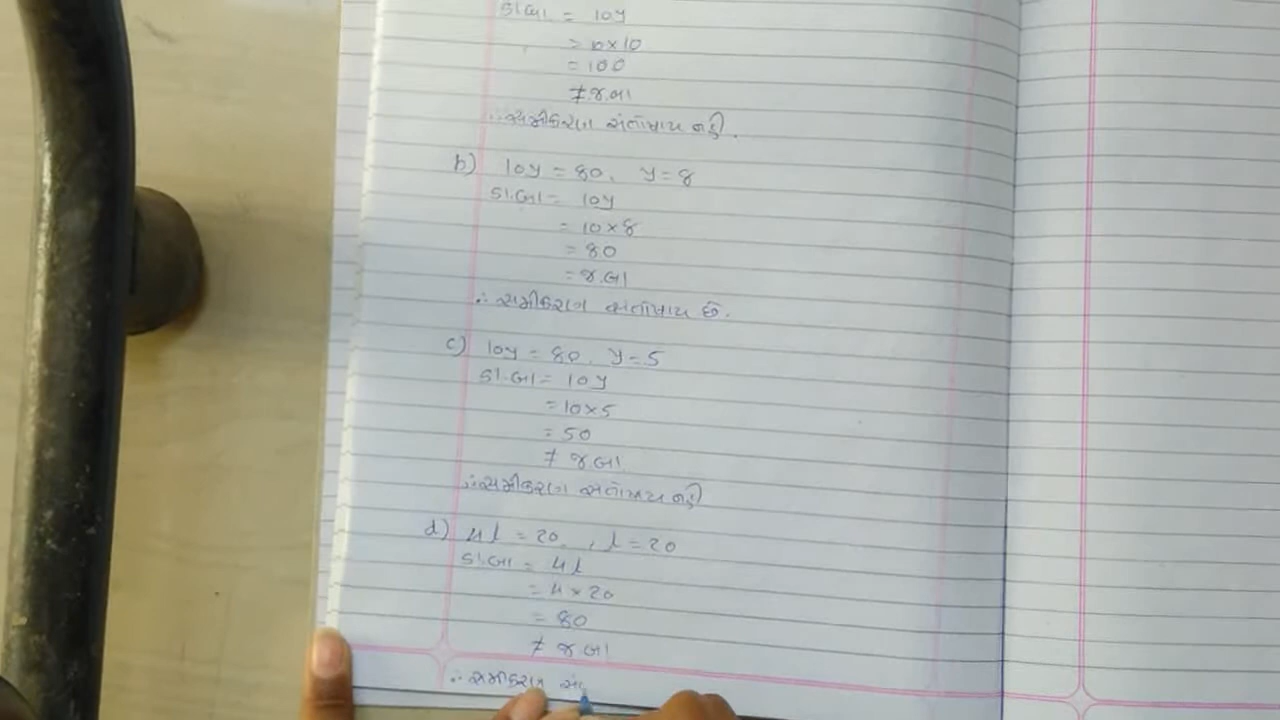 ડા.બા = 10y
= 10×10
= 100
≠ જ.બા
∴ સમીકરણ સંતોષાય નહી.
b) 10y = 80, y = 8
ડા.બા = 10y
= 10×8
= 80
= જ.બા
∴ સમીકરણ સંતોષાય છે.
c) 10y = 80, y = 5
ડા.બા = 10y
= 10×5
= 50
≠ જ.બા
∴ સમીકરણ સંતોષાય નહી
d) 4l = 20, l = 20
ડા.બા = 4l
= 4×20
= 80
≠ જ.બા
∴ સમીકરણ સં